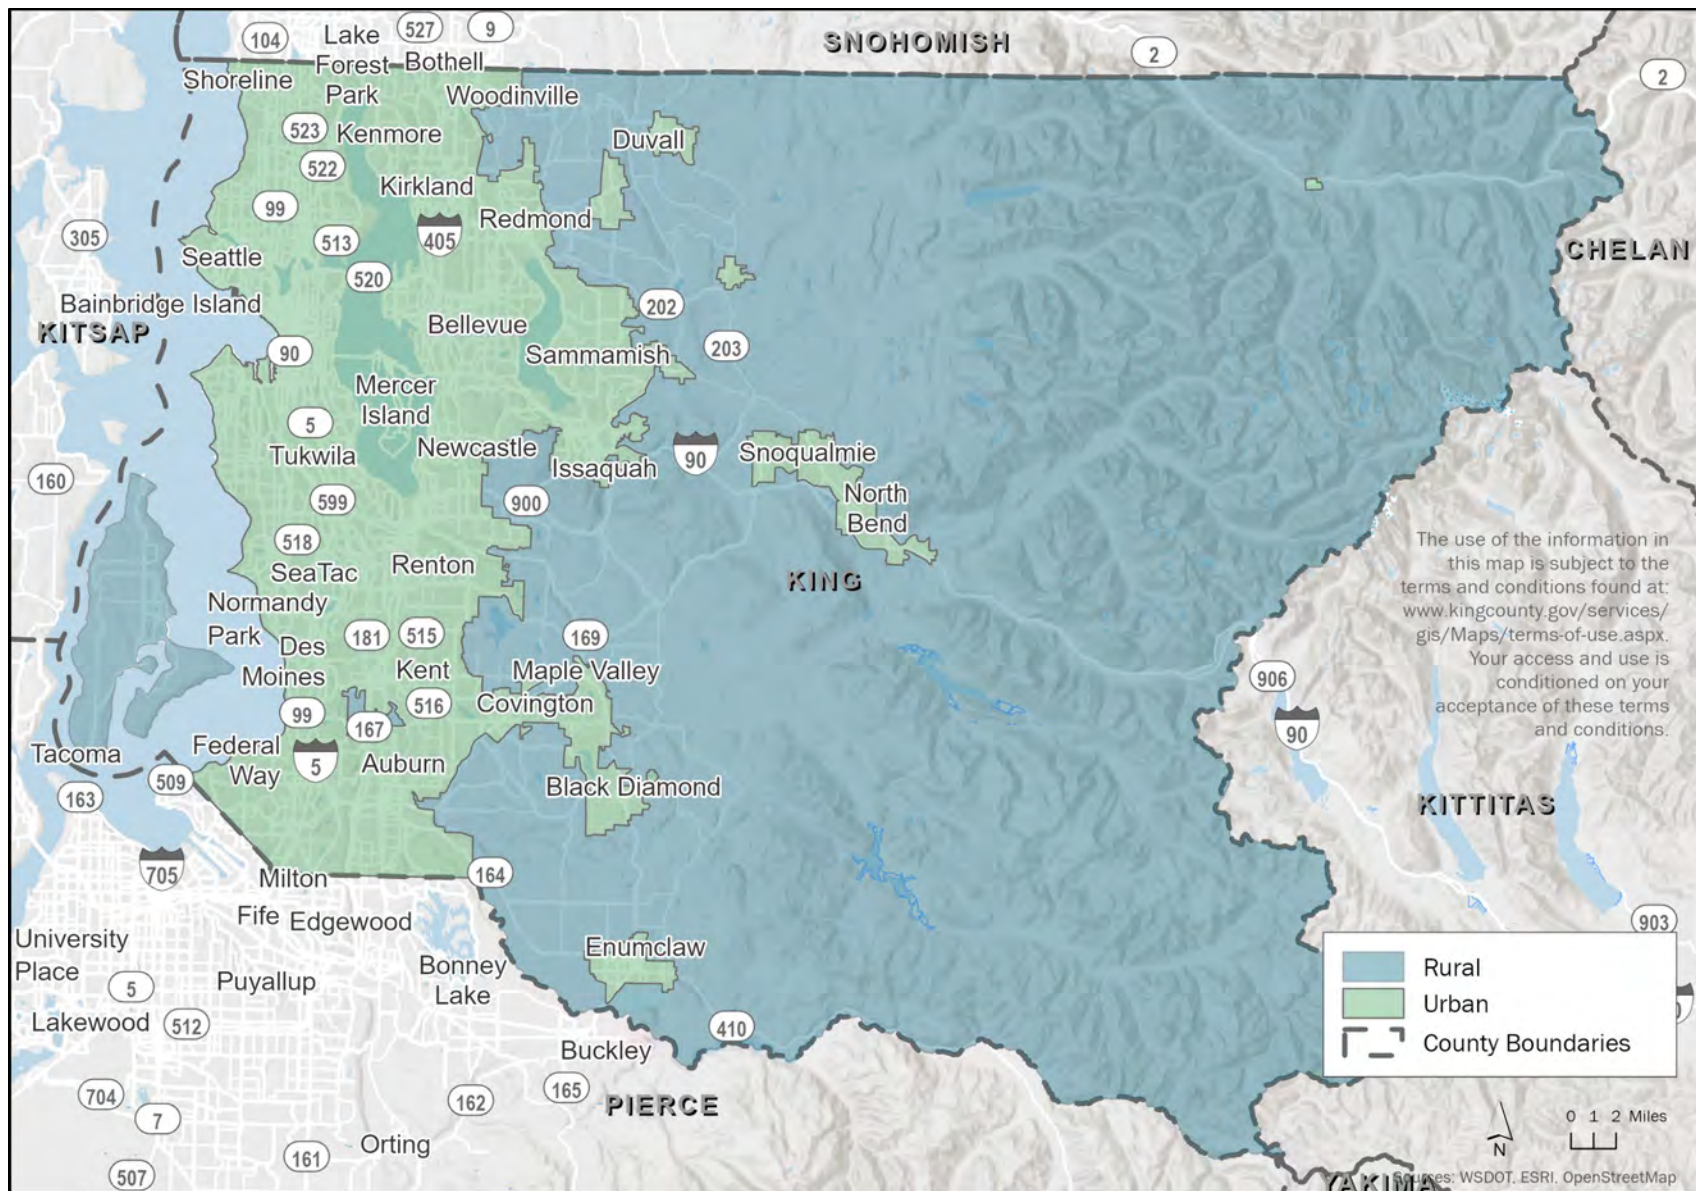 SNOHOMISH
104
Lake
Forest
Park
527
9
2
2
Shoreline
Bothell
Woodinville
523
Kenmore
Duvall
522
Kirkland
99
Redmond
305
513
405
Seattle
520
CHELAN
Bainbridge Island
202
KITSAP
Bellevue
203
90
Sammamish
Mercer
Island
5
Tukwila
Newcastle
Issaquah
90
Snoqualmie
160
599
900
North
Bend
518
SeaTac
Renton
KING
The use of the information in
this map is subject to the
terms and conditions found at:
www.kingcounty.gov/services/
gis/Maps/terms-of-use.aspx.
Your access and use is
conditioned on your
acceptance of these terms
and conditions.
Normandy
Park
Des
Moines
181
515
169
Kent
Maple Valley
906
99
516
Covington
167
90
Tacoma
Federal
Way
5
Auburn
509
163
Black Diamond
KITTITAS
705
Milton
164
Fife
Edgewood
903
University
Place
Enumclaw
Puyallup
Bonney
Lake
5
Lakewood
512
410
Buckley
704
7
162
165
PIERCE
161
Orting
507
Rural
Urban
County Boundaries
N
0 1 2 Miles
YAKIMA
Sources: WSDOT, ESRI, OpenStreetMap